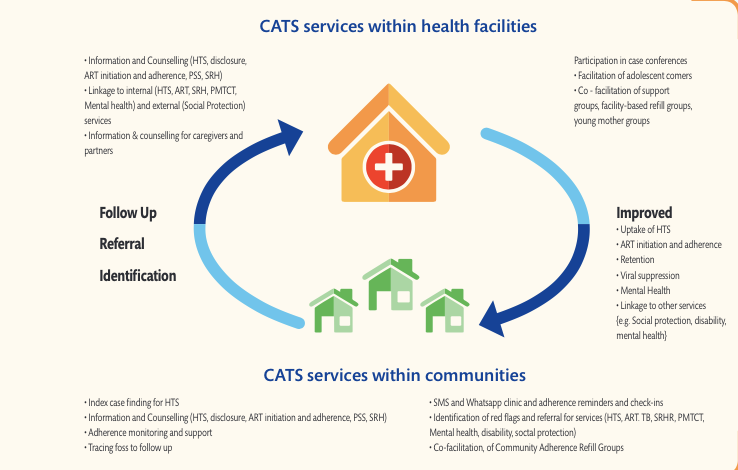 CATS services within health facilities
• Information and Counselling (HTS, disclosure,
ART initiation and adherence, PSS, SRH)
• Linkage to internal (HTS, ART, SRH, PMTCT,
Mental health) and external (Social Protection)
services
• Information & counselling for caregivers and
partners
Participation in case conferences
• Facilitation of adolescent comers
• Co - facilitation of support
groups, facility-based refill groups,
young mother groups
Follow Up
Referral
Identification
Improved
• Uptake of HTS
• ART initiation and adherence
• Retention
• Viral suppression
• Mental Health
• Linkage to other services
{e.g. Social protection, disability,
mental health}
CATS services within communities
• Index case finding for HTS
• Information and Counselling (HTS, disclosure, ART initiation and adherence, PSS, SRH)
• Adherence monitoring and support
• Tracing foss to follow up
• SMS and Whatsapp clinic and adherence reminders and check-ins
• Identification of red flags and referral for services (HTS, ART. TB, SRHR, PMTCT,
Mental health, disability, soctal protection)
• Co-facilitation, of Community Adherence Refill Groups